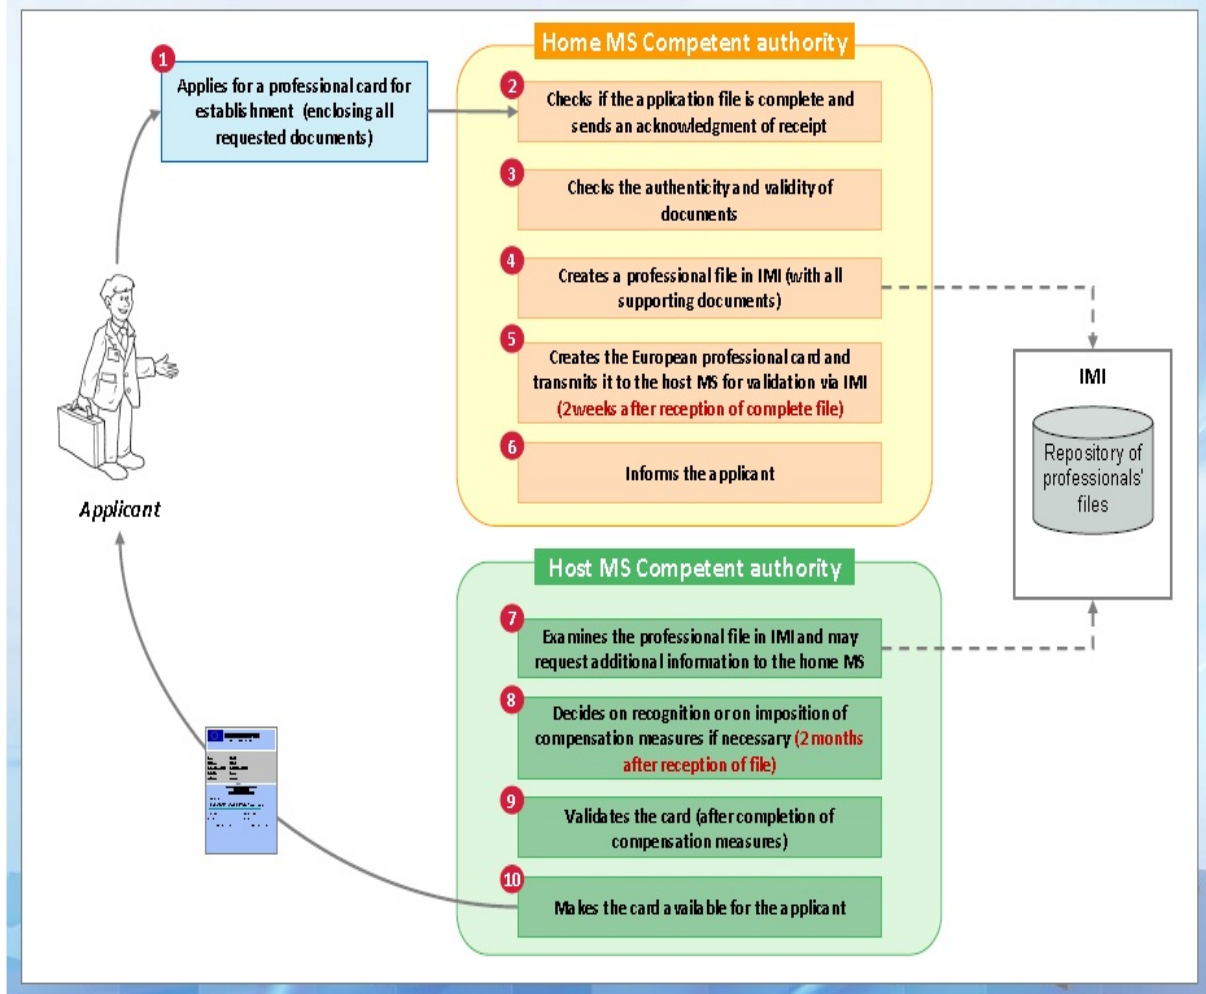 Home MS Competent authority
1
Applies for a professional card for
establishment (enclosing all
requested documents)
2
Checks if the application file is complete and
sends an acknowledgment of receipt
3
Checks the authenticity and validity of
documents
4
Creates a professional file in IMI (with all
supporting documents)
5
Creates the European professional card and
transmits it to the host MS for validation via IMI
(2weeks after reception of complete file)
6
Informs the applicant
IMI
Repository of
professionals'
files
Applicant
Host MS Competent authority
7
Examines the professional file in IMI and may
request additional information to the home MS
8
Decides on recognition or on imposition of
compensation measures if necessary (2 months
after reception of file)
9
Validates the card (after completion of
compensation measures)
10
Makes the card available for the applicant